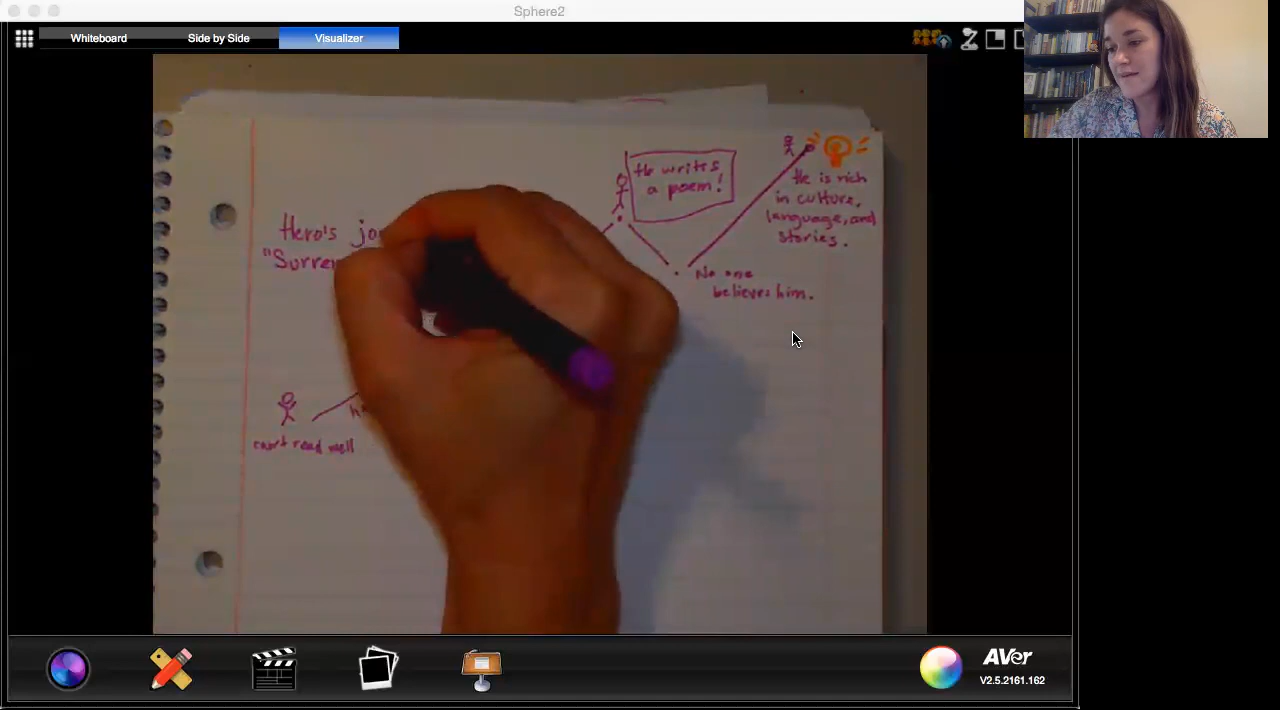 Sphere2
Whiteboard
Side by Side
Visualizer
He writes
a poem!
He is rich
in culture,
language, and
stories.
Hero's
No one
believes him.
can't read well
AVer
V2.5.2161.162